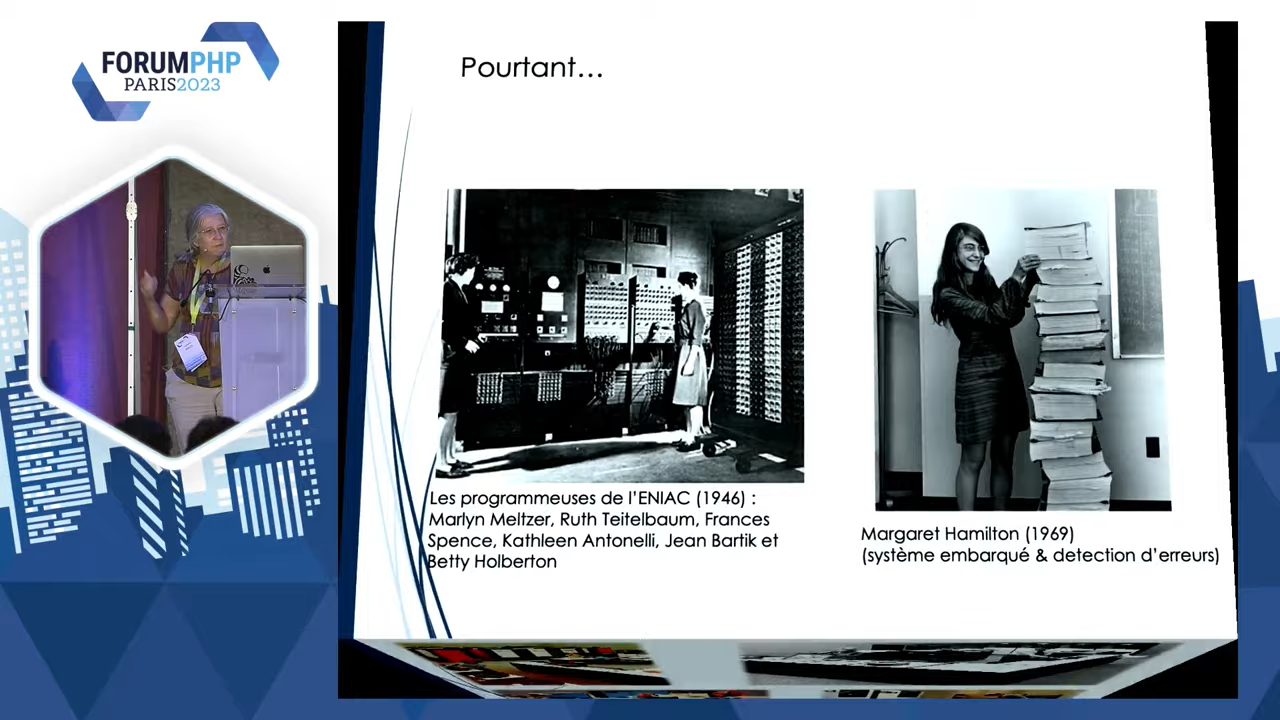 FORUMPHP
PARIS2023
Pourtant...
Les programmeuses de l'ENIAC (1946) :
Marlyn Meltzer, Ruth Teitelbaum, Frances
Spence, Kathleen Antonelli, Jean Bartik et
Betty Holberton
Margaret Hamilton (1969)
(système embarqué & detection d'erreurs)